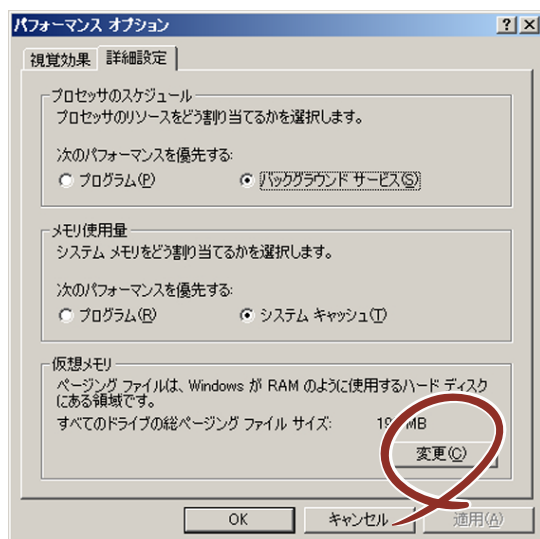 パフォーマンス オプション
視覚効果
詳細設定
プロセッサのスケジュール
プロセッサのリソースをどう割り当てるかを選択します。
次のパフォーマンスを優先する:
プログラム(P)
バックグラウンド サービス(S)
メモリ使用量
システム メモリをどう割り当てるかを選択します。
次のパフォーマンスを優先する:
プログラム(R)
システム キャッシュ(T)
仮想メモリ
ページング ファイルは、Windows が RAM のように使用するハード ディスク
にある領域です。
すべてのドライブの総ページング ファイル サイズ:
MB
変更(C)
OK
キャンセル
適用(A)